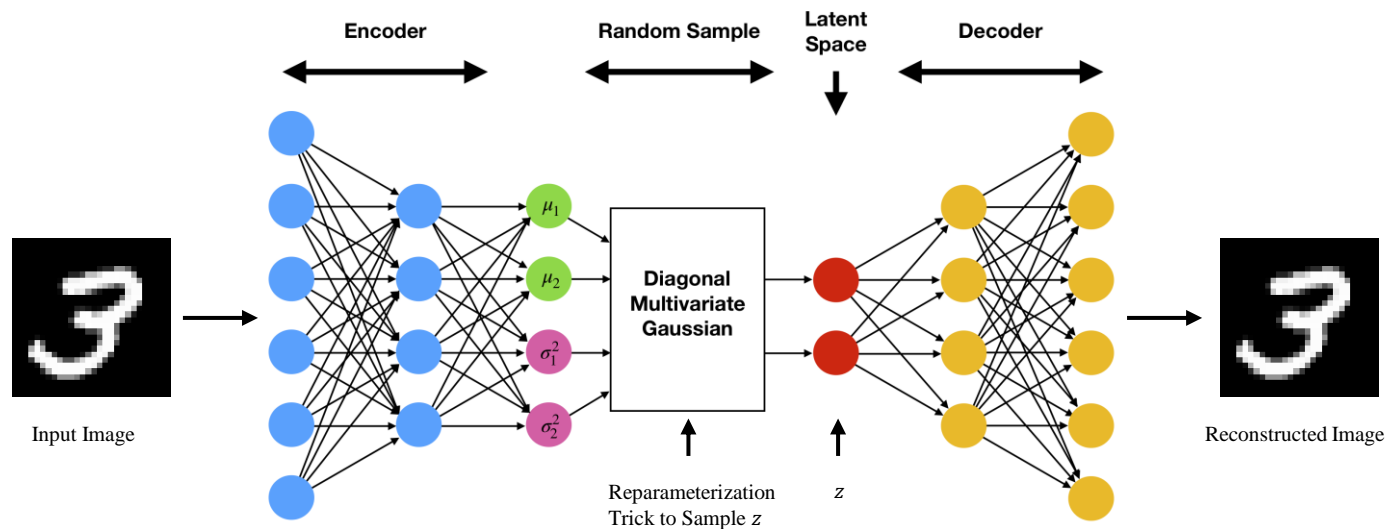 Encoder
Random Sample
Latent
Space
Decoder
μ₁
μ₂
σ₁²
σ₂²
Diagonal
Multivariate
Gaussian
Input Image
Reconstructed Image
Reparameterization
Trick to Sample z
z